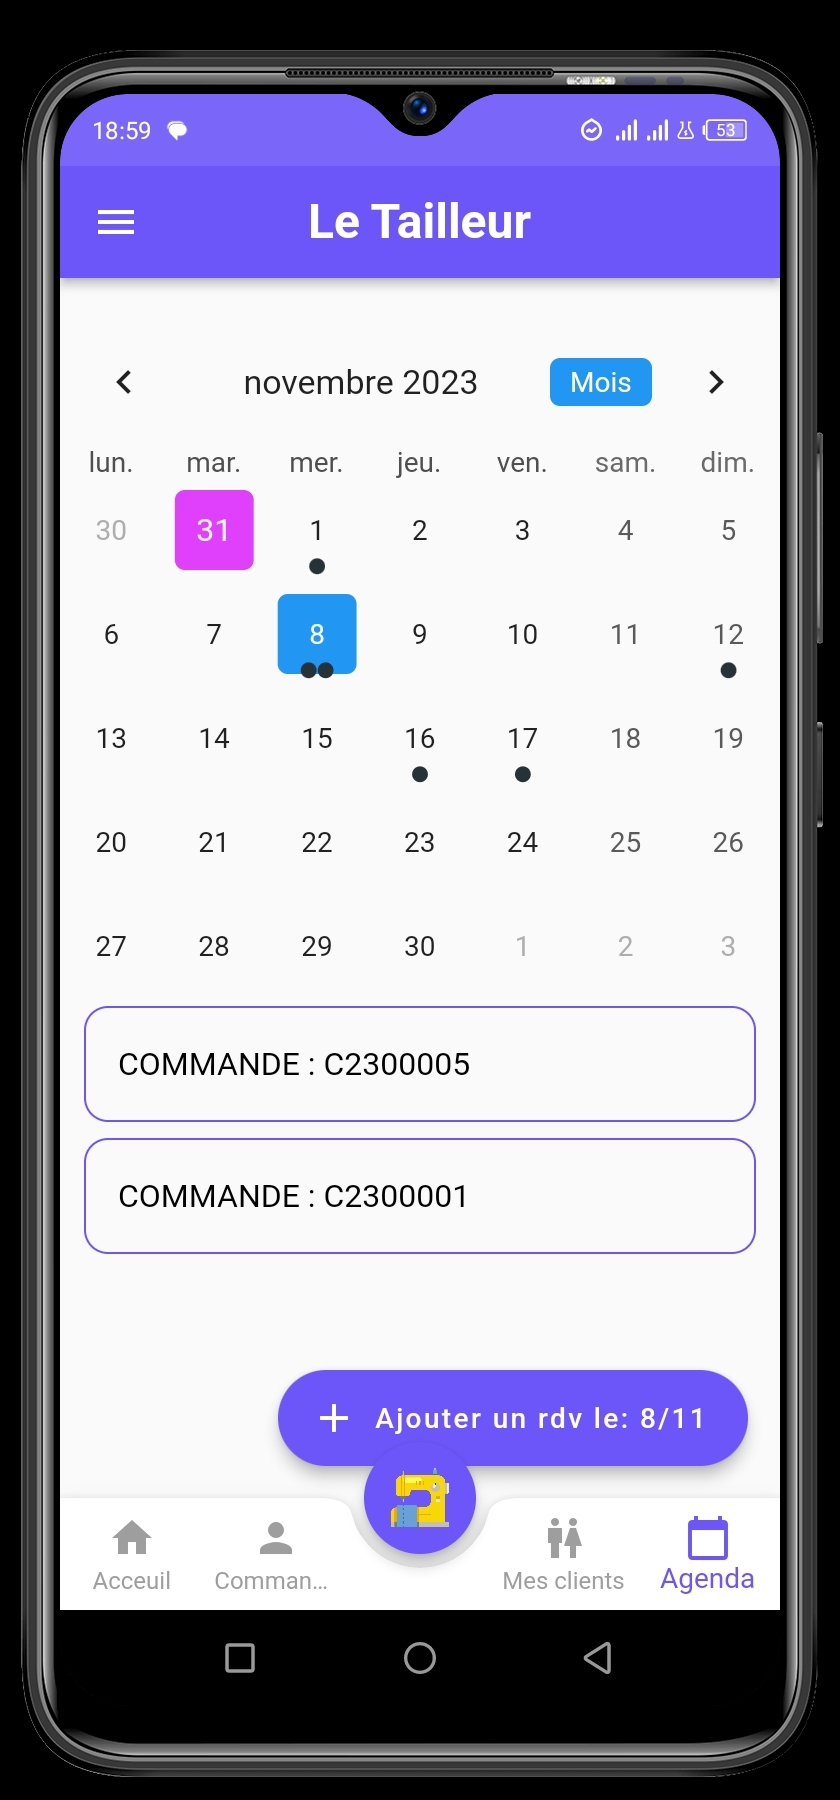 18:59 53
Le Tailleur
novembre 2023 Mois
lun. mar. mer. jeu. ven. sam. dim.
30 31 1 2 3 4 5
6 7 8 9 10 11 12
13 14 15 16 17 18 19
20 21 22 23 24 25 26
27 28 29 30 1 2 3
COMMANDE : C2300005
COMMANDE : C2300001
Ajouter un rdv le: 8/11
Acceuil Comman... Mes clients Agenda